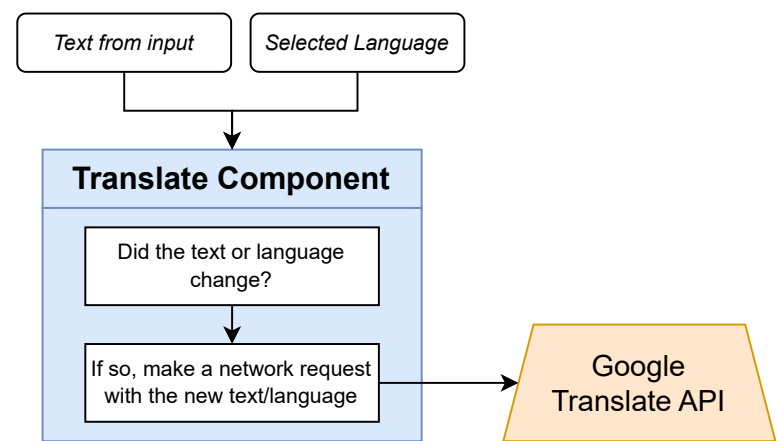 Text from input
Selected Language
Translate Component
Did the text or language
change?
If so, make a network request
with the new text/language
Google
Translate API